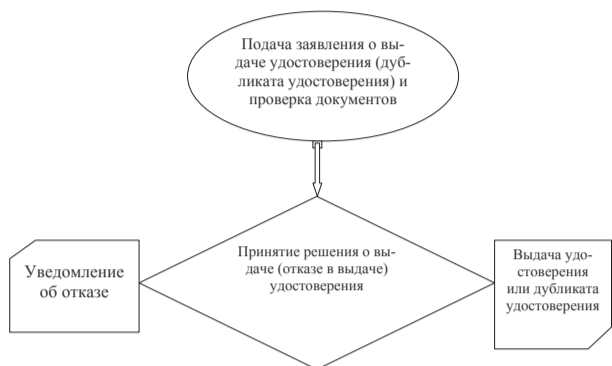 Подача заявления о вы-
даче удостоверения (дуб-
ликата удостоверения) и
проверка документов
Принятие решения о вы-
даче (отказе в выдаче)
удостоверения
Уведомление
об отказе
Выдача удо-
стоверения
или дубликата
удостоверения